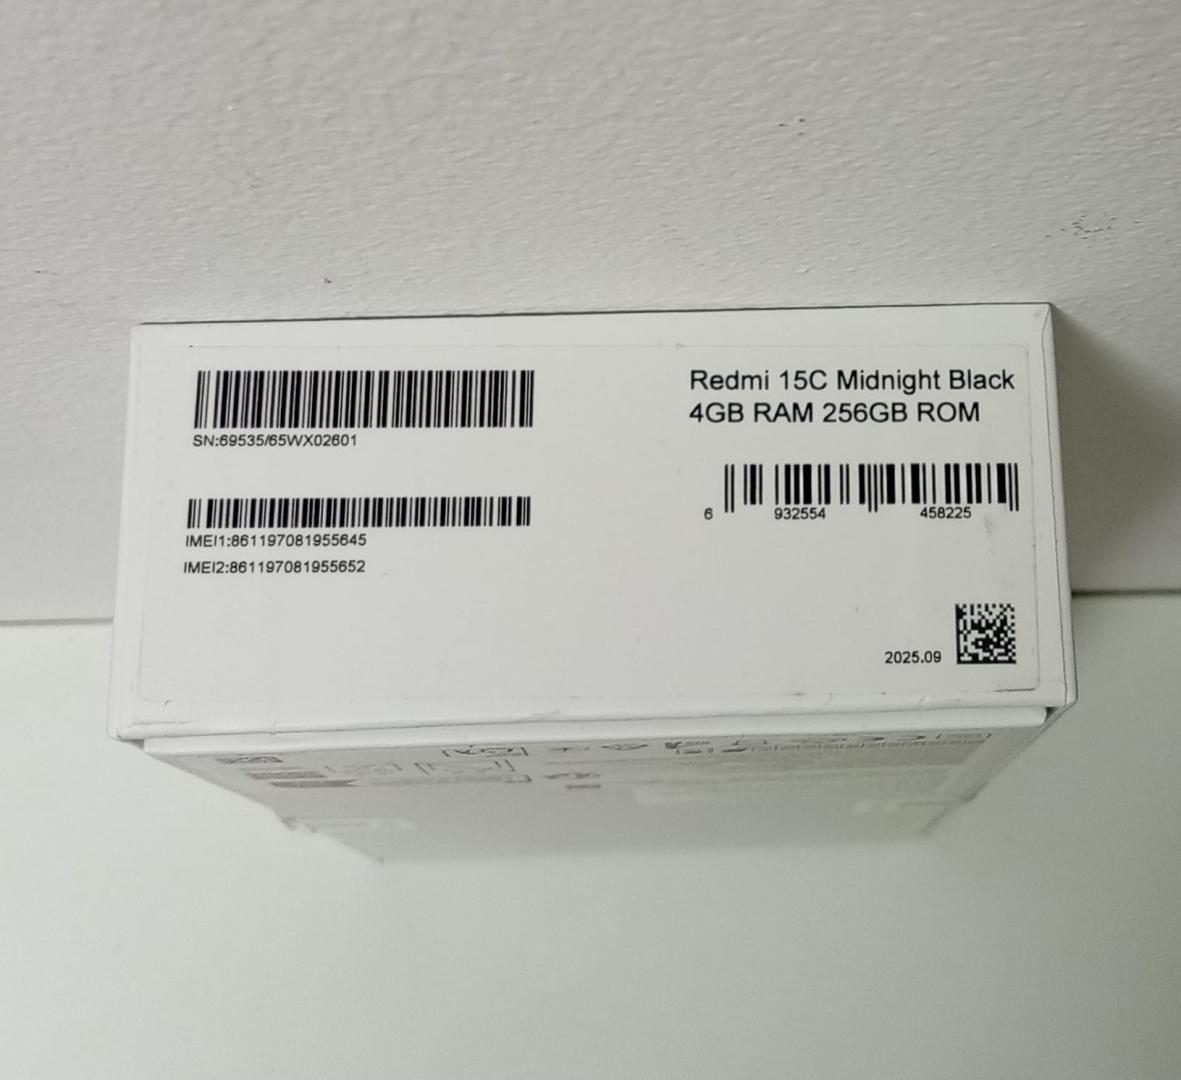 SN:69535/65WX02601
IMEI1:861197081955645
IMEI2:861197081955652
Redmi 15C Midnight Black
4GB RAM 256GB ROM
6 932554 458225
2025.09